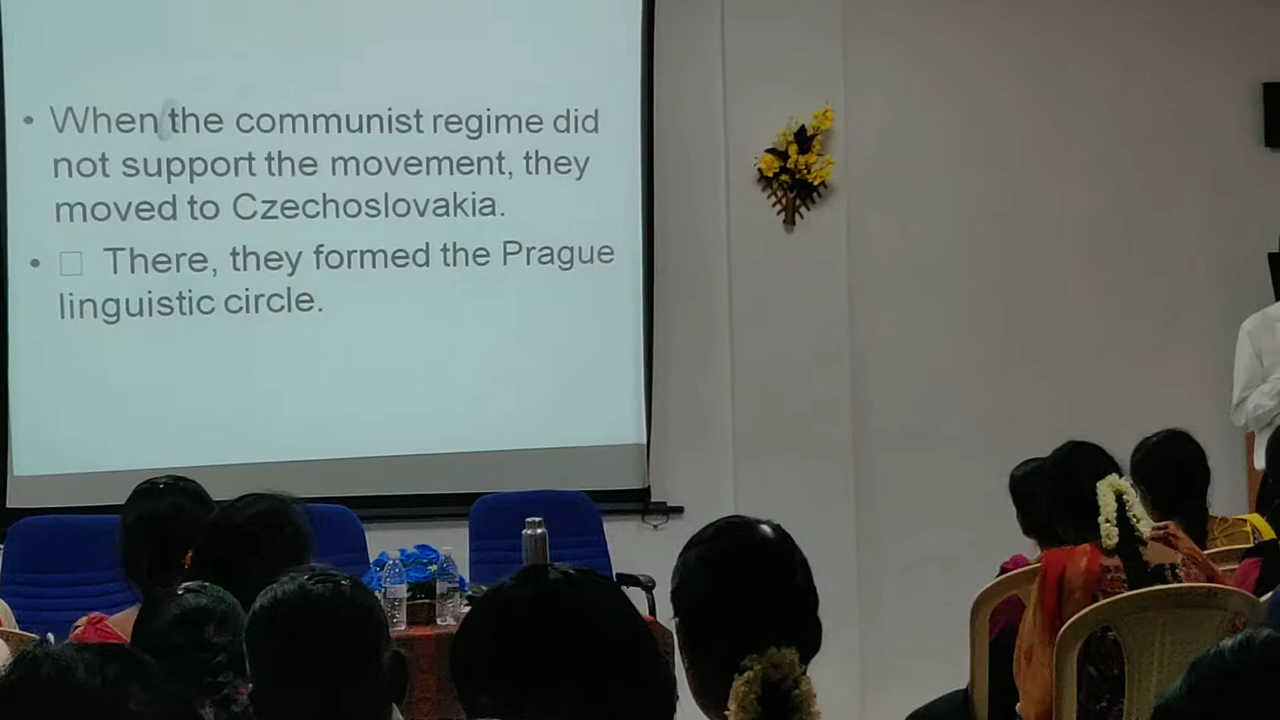 • When the communist regime did
not support the movement, they
moved to Czechoslovakia.
• □ There, they formed the Prague
linguistic circle.